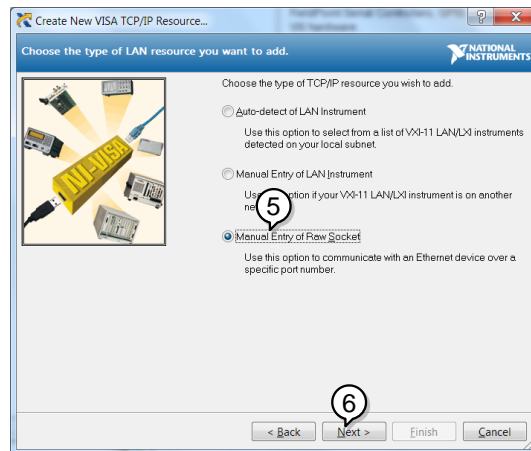 Create New VISA TCP/IP Resource...
Choose the type of LAN resource you want to add.
NATIONAL
INSTRUMENTS
NI-VISA
Choose the type of TCP/IP resource you wish to add.
Auto-detect of LAN Instrument
Use this option to select from a list of VXI-11 LAN/LXI instruments
detected on your local subnet.
Manual Entry of LAN Instrument
option if your VXI-11 LAN/LXI instrument is on another
5
Manual Entry of Raw Socket
Use this option to communicate with an Ethernet device over a
specific port number.
6
< Back
Next >
Finish
Cancel